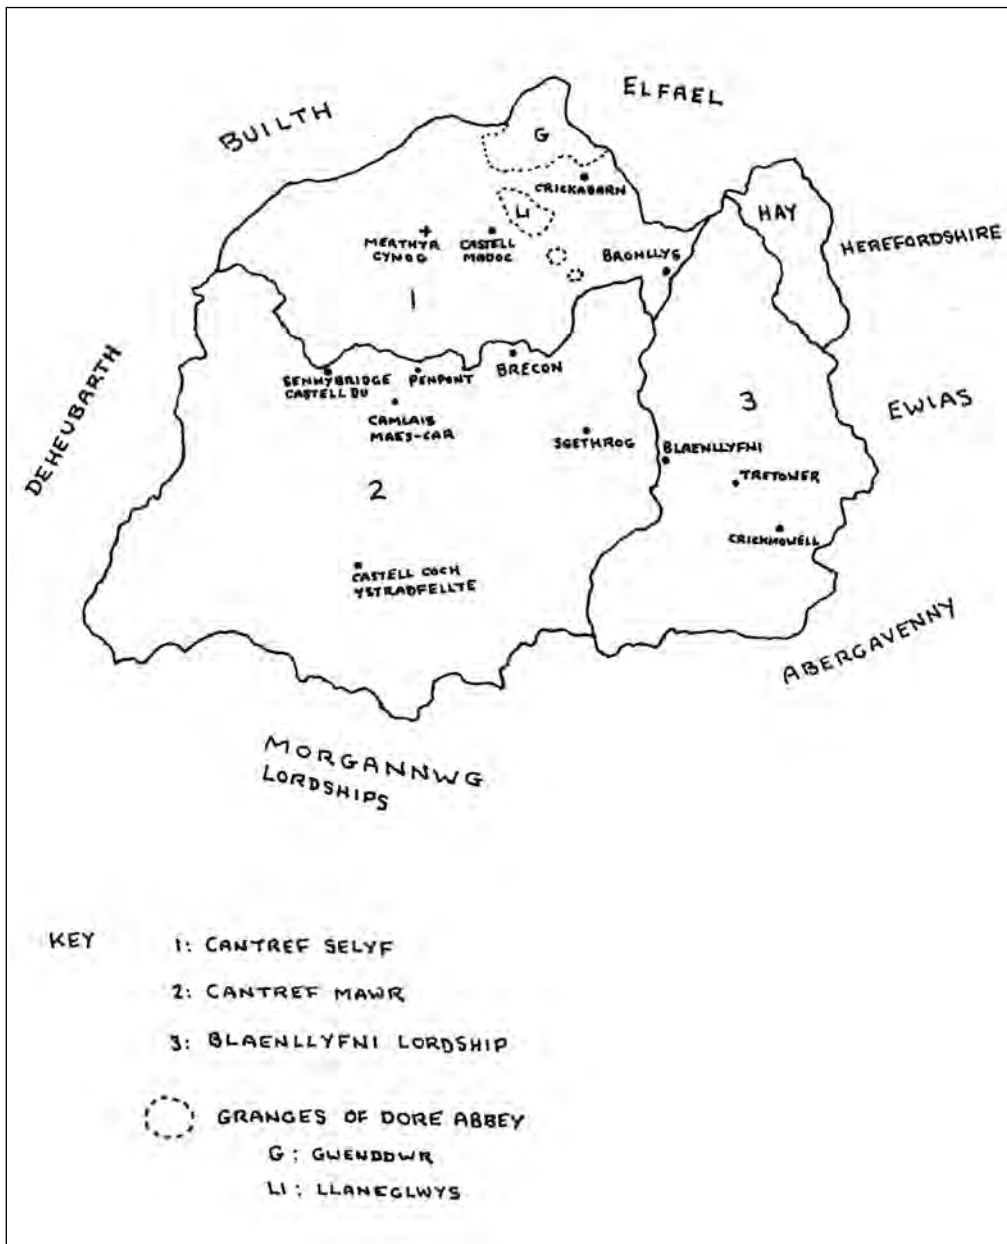 ELFAEL
BUILTH
G
CRICKADARN
LI
HAY
MERTHYR
CYNOG
CASTELL
MADOC
HEREFORDSHIRE
BRONLLYS
1
DEHEUBARTH
SENNYBRIDGE
CASTELL DU
PENPONT
BRECON
3
EWIAS
CAMLAIS
MAES-CAR
SGETHROG
BLAENLLYFNI
2
TRETOWER
CRICKHOWELL
CASTELL COCH
YSTRADFELLTE
ABERGAVENNY
MORGANNWG
LORDSHIPS
KEY
1: CANTREF SELYF
2: CANTREF MAWR
3: BLAENLLYFNI LORDSHIP
GRANGES OF DORE ABBEY
G: GWENDDWR
LI: LLANEGLWYS